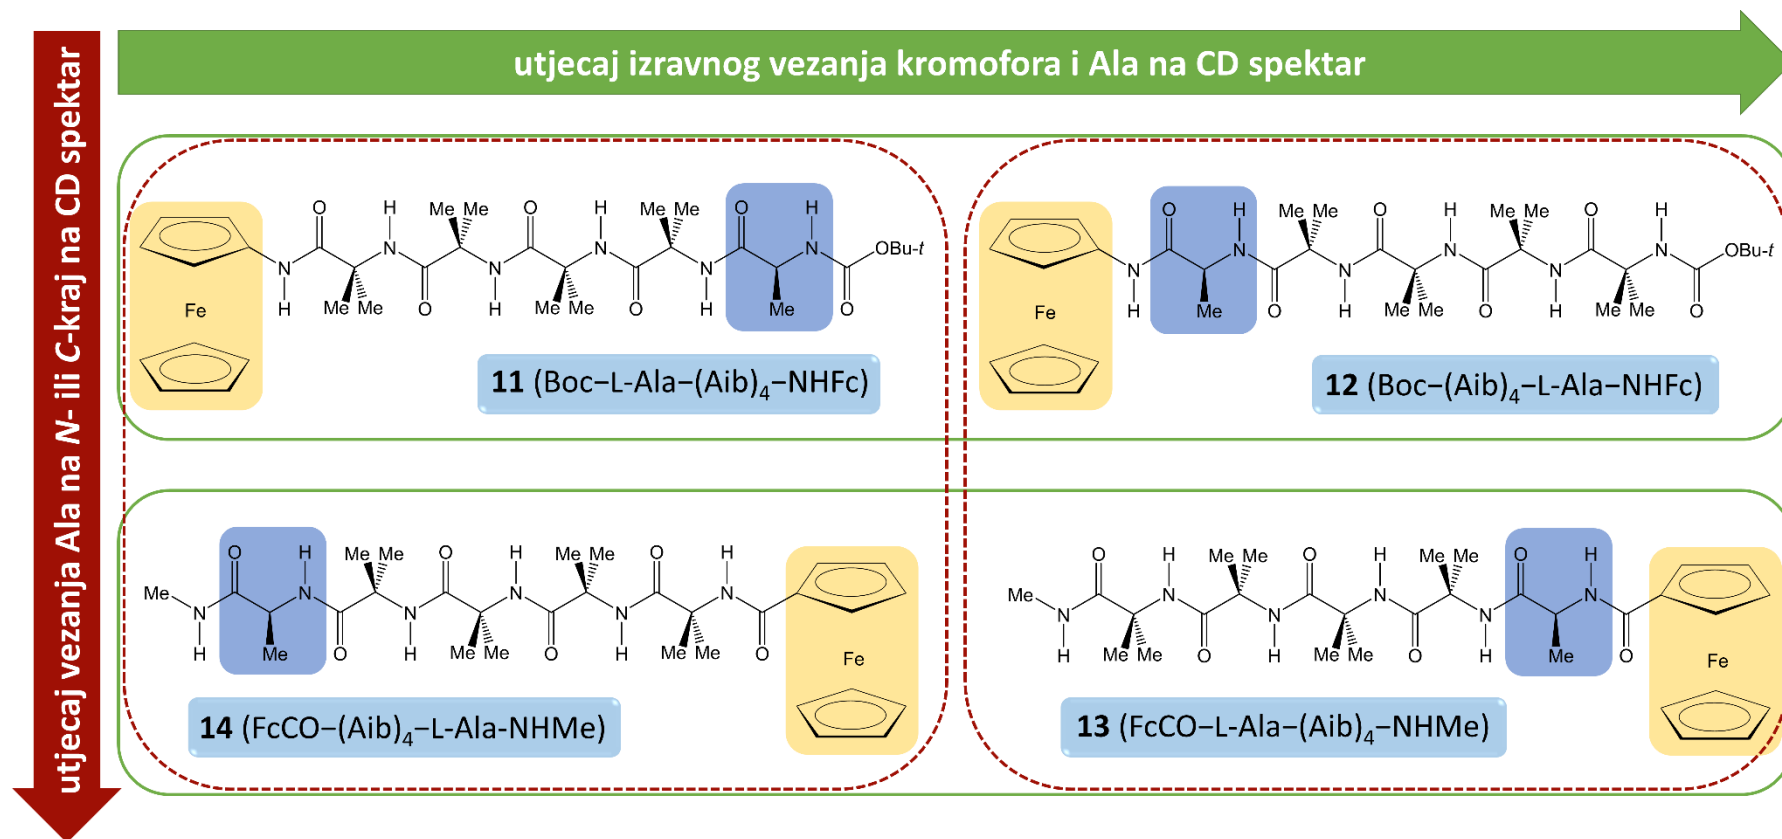 utjecaj izravnog vezanja kromofora i Ala na CD spektar
utjecaj vezanja Ala na N- ili C-kraj na CD spektar
O H Me Me O H Me Me O H
N N N N N OBu-t
N
H O Me Me O H Me Me O H Me O
Fe
11 (Boc–L-Ala–(Aib)4–NHFc)
O H Me Me O H Me Me O H
N N N N N OBu-t
N
H Me O H Me Me O H Me Me O
Fe
12 (Boc–(Aib)4–L-Ala–NHFc)
O H Me Me O H Me Me O H
Me N N N N N N
H Me O H Me Me O H Me Me O
Fe
14 (FcCO–(Aib)4–L-Ala-NHMe)
O H Me Me O H Me Me O H
Me N N N N N N
H Me Me O H Me Me O H Me O
Fe
13 (FcCO–L-Ala–(Aib)4–NHMe)